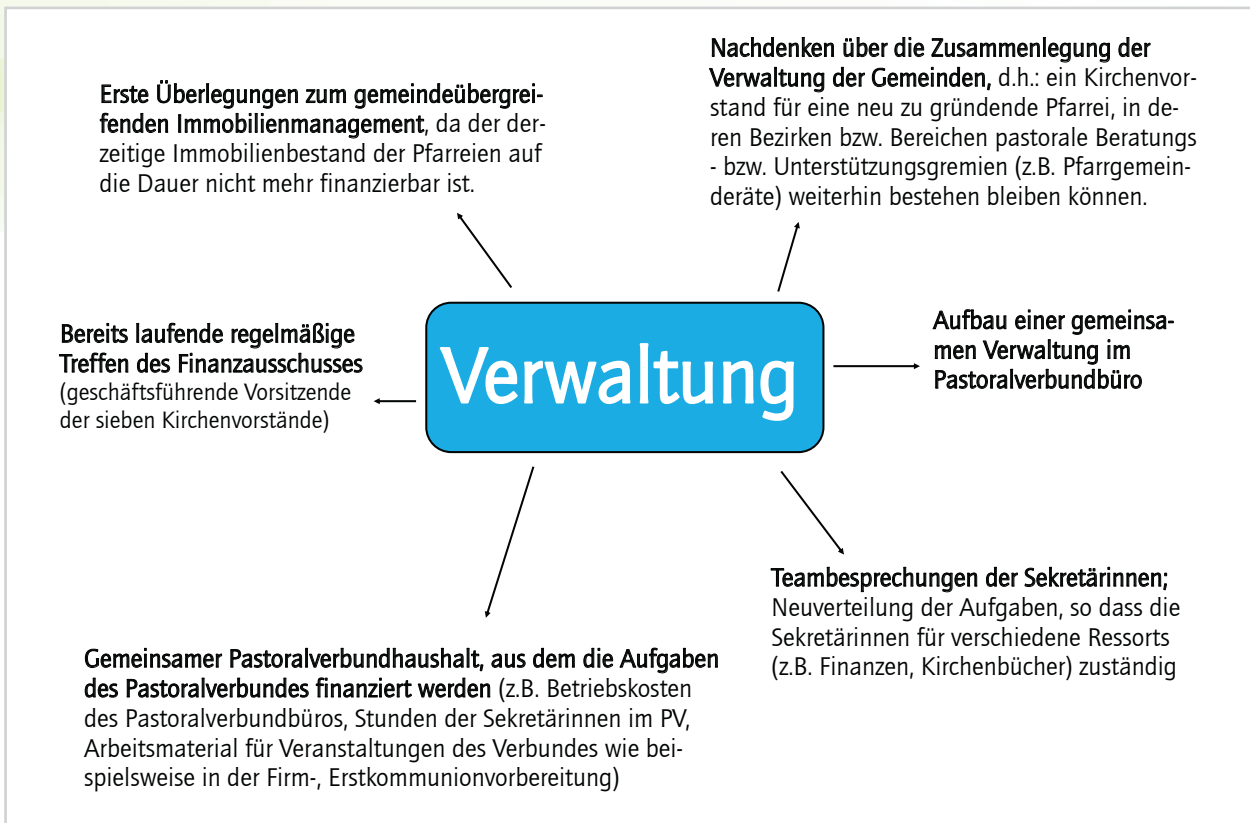 Erste Überlegungen zum gemeindeübergrei-
fenden Immobilienmanagement, da der der-
zeitige Immobilienbestand der Pfarreien auf
die Dauer nicht mehr finanzierbar ist.
Nachdenken über die Zusammenlegung der
Verwaltung der Gemeinden, d.h.: ein Kirchenvor-
stand für eine neu zu gründende Pfarrei, in de-
ren Bezirken bzw. Bereichen pastorale Beratungs
- bzw. Unterstützungsgremien (z.B. Pfarrgemein-
deräte) weiterhin bestehen bleiben können.
Bereits laufende regelmäßige
Treffen des Finanzausschusses
(geschäftsführende Vorsitzende
der sieben Kirchenvorstände)
Verwaltung
Aufbau einer gemeinsa-
men Verwaltung im
Pastoralverbundbüro
Gemeinsamer Pastoralverbundhaushalt, aus dem die Aufgaben
des Pastoralverbundes finanziert werden (z.B. Betriebskosten
des Pastoralverbundbüros, Stunden der Sekretärinnen im PV,
Arbeitsmaterial für Veranstaltungen des Verbundes wie bei-
spielsweise in der Firm-, Erstkommunionvorbereitung)
Teambesprechungen der Sekretärinnen;
Neuverteilung der Aufgaben, so dass die
Sekretärinnen für verschiedene Ressorts
(z.B. Finanzen, Kirchenbücher) zuständig